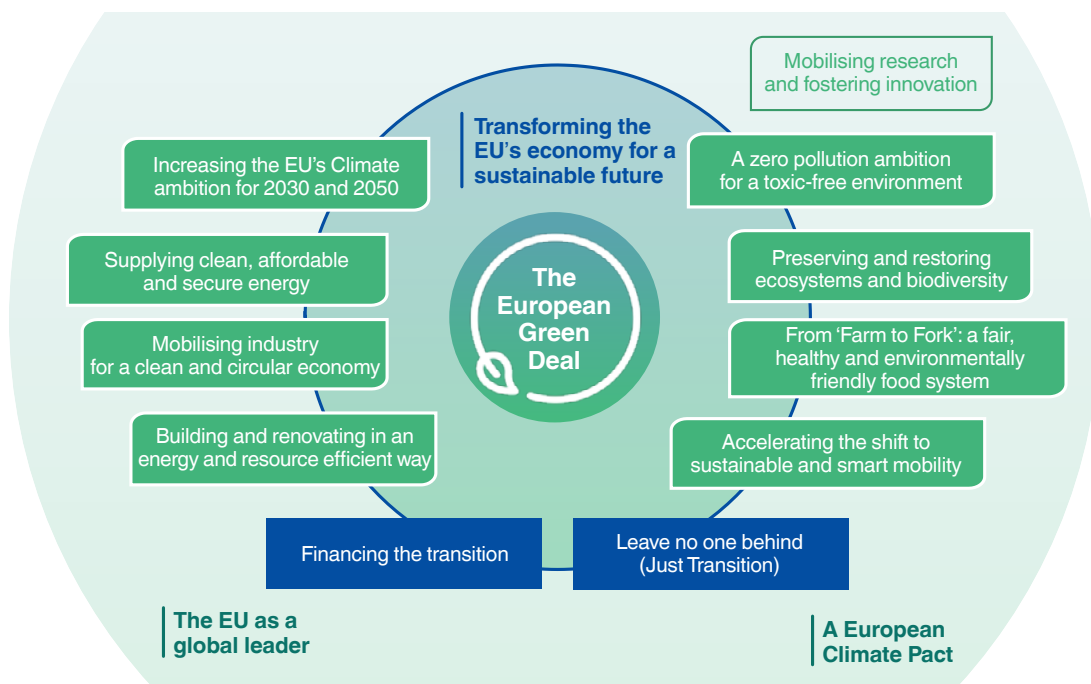 Mobilising research
and fostering innovation
Transforming the
EU's economy for a
sustainable future
Increasing the EU's Climate
ambition for 2030 and 2050
Supplying clean, affordable
and secure energy
Mobilising industry
for a clean and circular economy
Building and renovating in an
energy and resource efficient way
The
European
Green
Deal
A zero pollution ambition
for a toxic-free environment
Preserving and restoring
ecosystems and biodiversity
From ‘Farm to Fork’: a fair,
healthy and environmentally
friendly food system
Accelerating the shift to
sustainable and smart mobility
Financing the transition
Leave no one behind
(Just Transition)
The EU as a
global leader
A European
Climate Pact